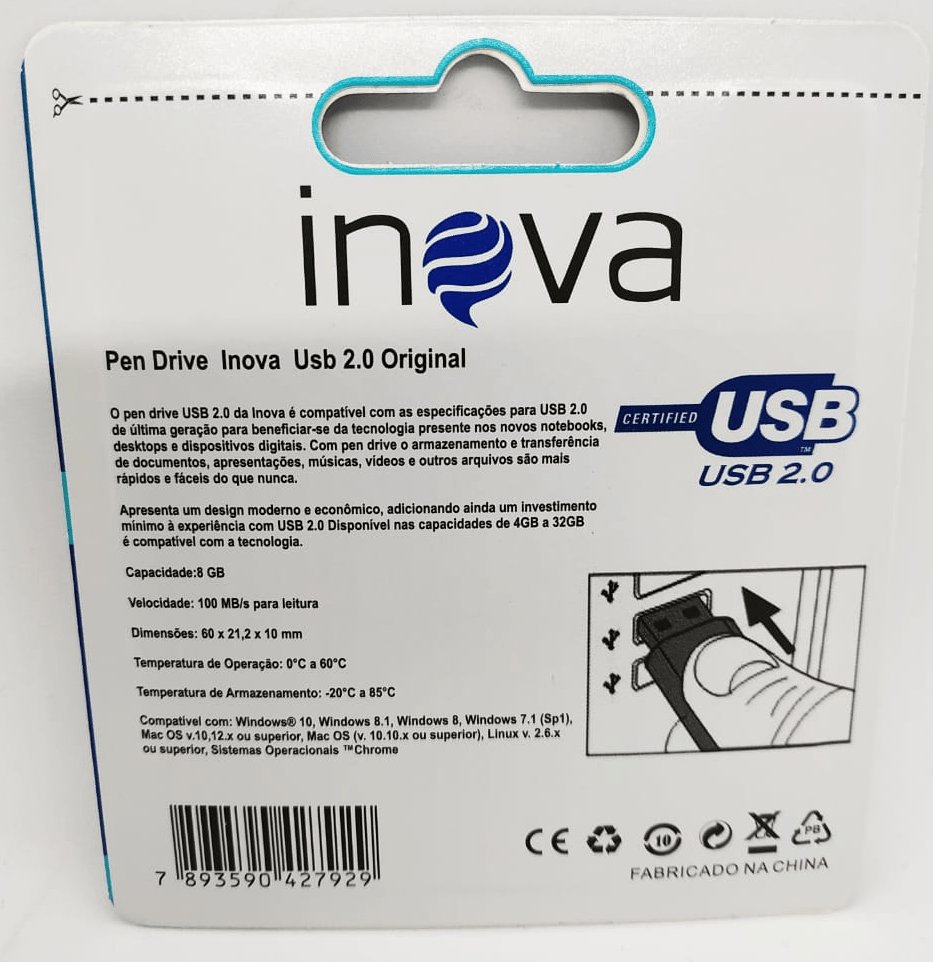 inova
Pen Drive Inova Usb 2.0 Original
O pen drive USB 2.0 da Inova é compatível com as especificações para USB 2.0
de última geração para beneficiar-se da tecnologia presente nos novos notebooks,
desktops e dispositivos digitais. Com pen drive o armazenamento e transferência
de documentos, apresentações, músicas, vídeos e outros arquivos são mais
rápidos e fáceis do que nunca.
CERTIFIED USB
TM
USB 2.0
Apresenta um design moderno e econômico, adicionando ainda um investimento
mínimo à experiência com USB 2.0 Disponível nas capacidades de 4GB a 32GB
é compatível com a tecnologia.
Capacidade:8 GB
Velocidade: 100 MB/s para leitura
Dimensões: 60 x 21,2 x 10 mm
Temperatura de Operação: 0°C a 60°C
Temperatura de Armazenamento: -20°C a 85°C
Compativel com: Windows® 10, Windows 8.1, Windows 8, Windows 7.1 (Sp1),
Mac OS v.10,12.x ou superior, Mac OS (v. 10.10.x ou superior), Linux v. 2.6.x
ou superior, Sistemas Operacionais ™Chrome
7 893590 427929
CE
10
PB
FABRICADO NA CHINA